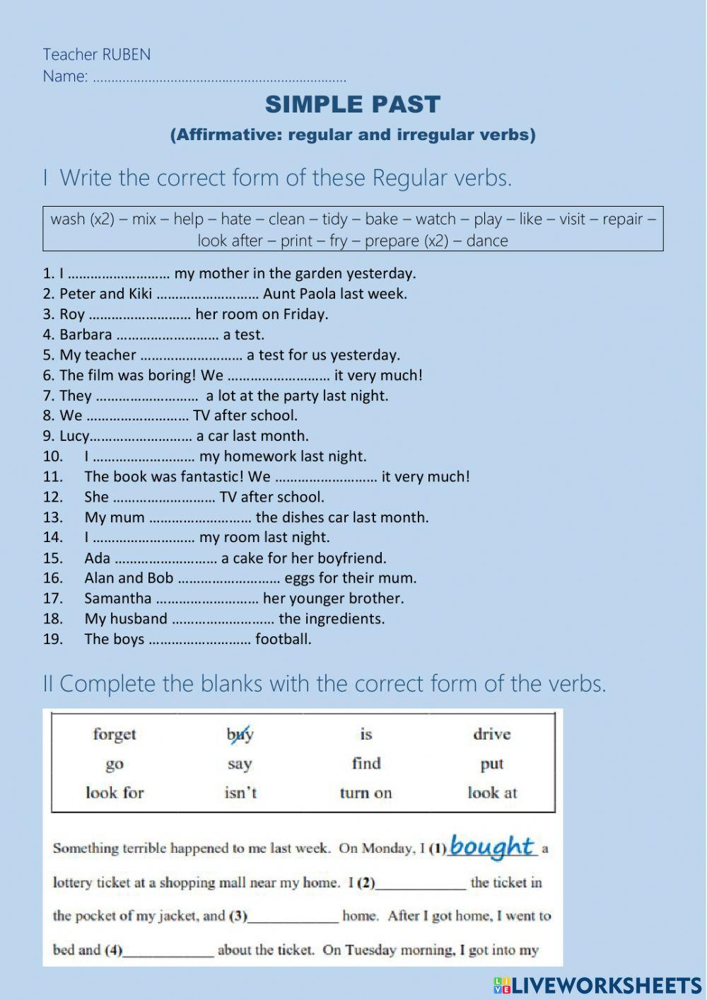 Teacher RUBEN
Name: ....................................................................
SIMPLE PAST
(Affirmative: regular and irregular verbs)
I Write the correct form of these Regular verbs.
wash (x2) – mix – help – hate – clean – tidy – bake – watch – play – like – visit – repair –
look after – print – fry – prepare (x2) – dance
1. I ……………………… my mother in the garden yesterday.
2. Peter and Kiki ……………………… Aunt Paola last week.
3. Roy ……………………… her room on Friday.
4. Barbara ……………………… a test.
5. My teacher ……………………… a test for us yesterday.
6. The film was boring! We ……………………… it very much!
7. They ……………………… a lot at the party last night.
8. We ……………………… TV after school.
9. Lucy……………………… a car last month.
10. I ……………………… my homework last night.
11. The book was fantastic! We ……………………… it very much!
12. She ……………………… TV after school.
13. My mum ……………………… the dishes car last month.
14. I ……………………… my room last night.
15. Ada ……………………… a cake for her boyfriend.
16. Alan and Bob ……………………… eggs for their mum.
17. Samantha ……………………… her younger brother.
18. My husband ……………………… the ingredients.
19. The boys ……………………… football.
II Complete the blanks with the correct form of the verbs.
forget buy is drive
go say find put
look for isn't turn on look at
Something terrible happened to me last week. On Monday, I (1) bought a
lottery ticket at a shopping mall near my home. I (2)____________ the ticket in
the pocket of my jacket, and (3)____________ home. After I got home, I went to
bed and (4)____________ about the ticket. On Tuesday morning, I got into my
LIVE LIVEWORKSHEETS